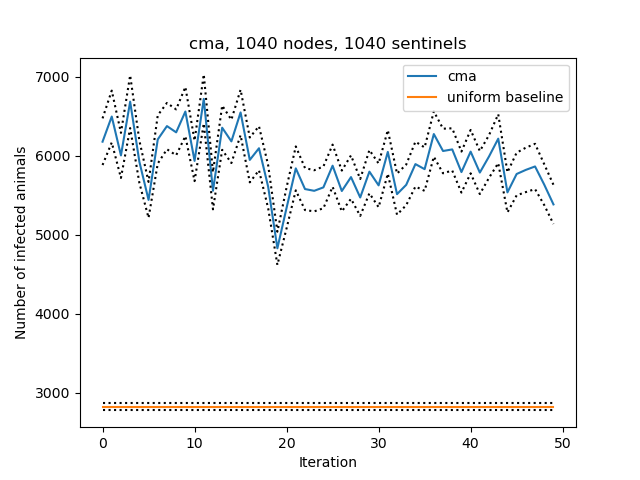 cma, 1040 nodes, 1040 sentinels
cma
uniform baseline
Number of infected animals
7000
6000
5000
4000
3000
0 10 20 30 40 50
Iteration